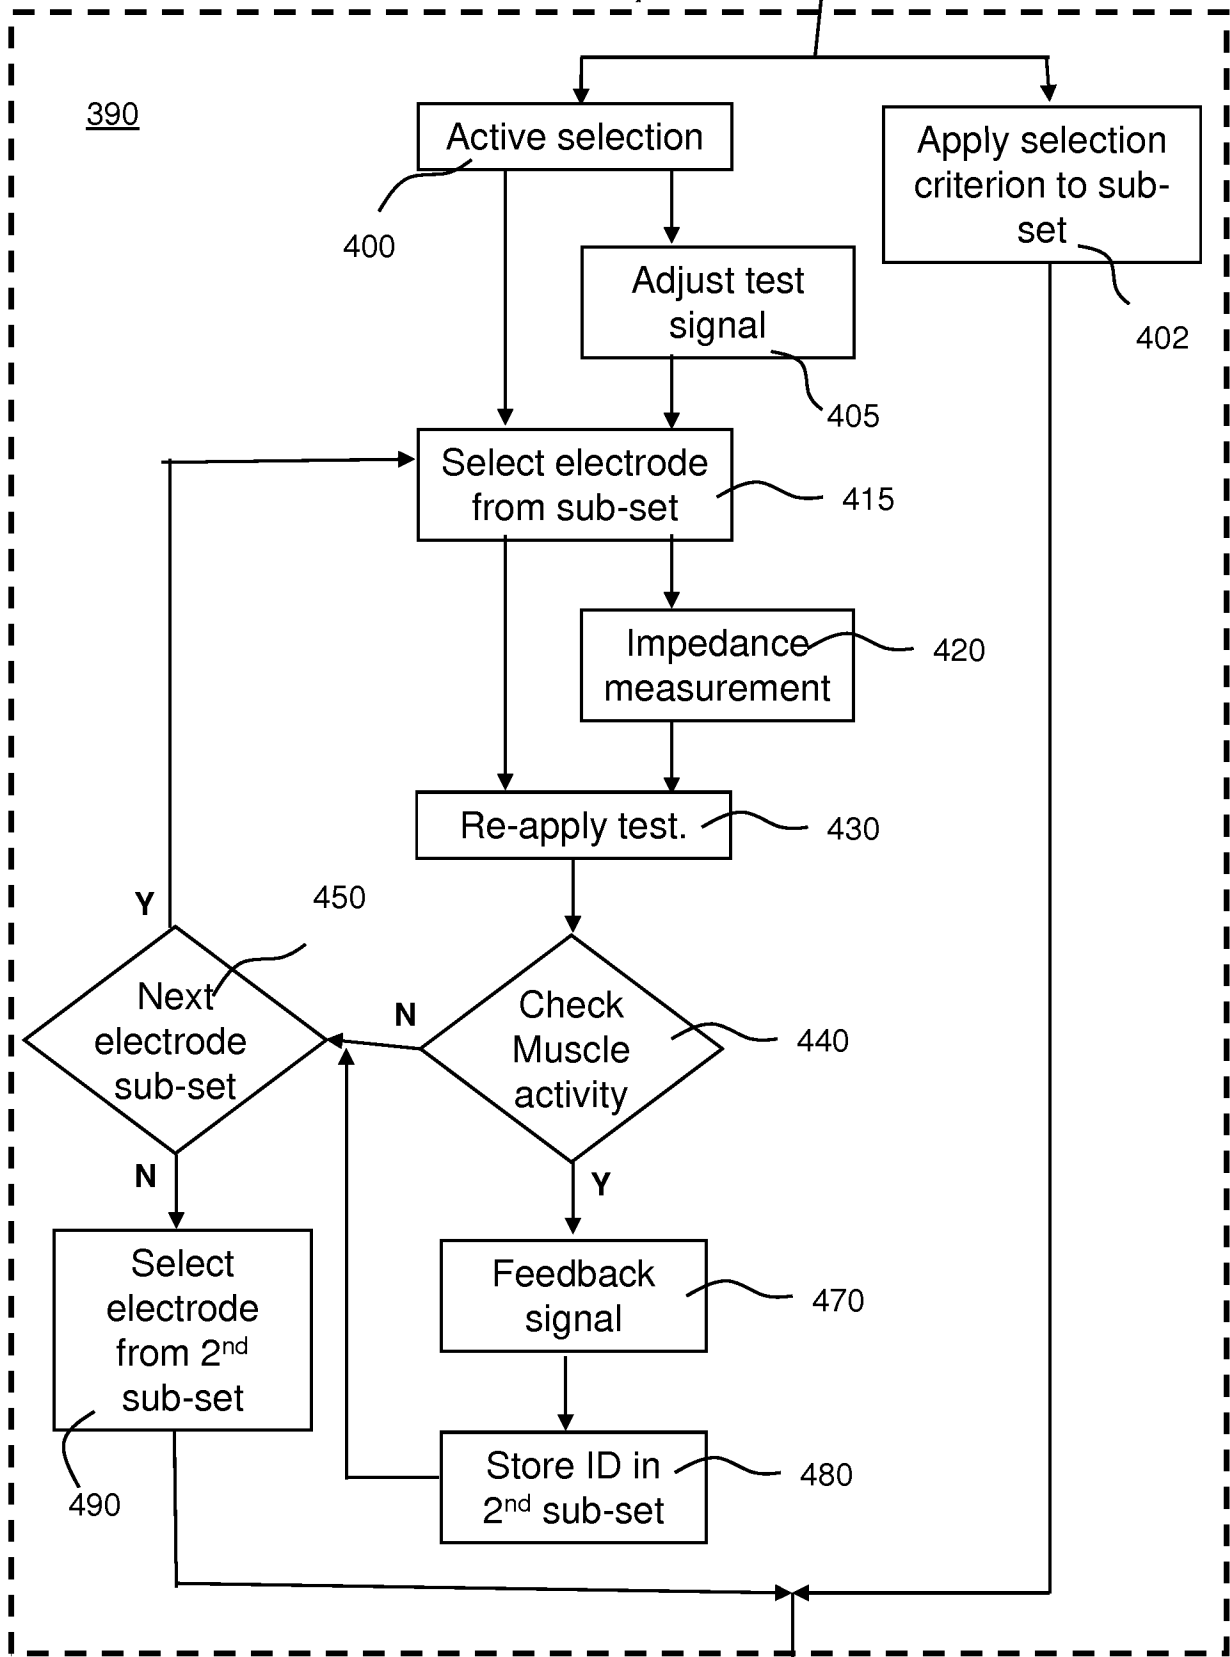 390
Active selection
400
Apply selection
criterion to sub-
set
402
Adjust test
signal
405
Select electrode
from sub-set
415
Impedance
measurement
420
Re-apply test.
430
Y
450
Next
electrode
sub-set
N
Check
Muscle
activity
440
N
Y
Select
electrode
from 2nd
sub-set
490
Feedback
signal
470
Store ID in
2nd sub-set
480